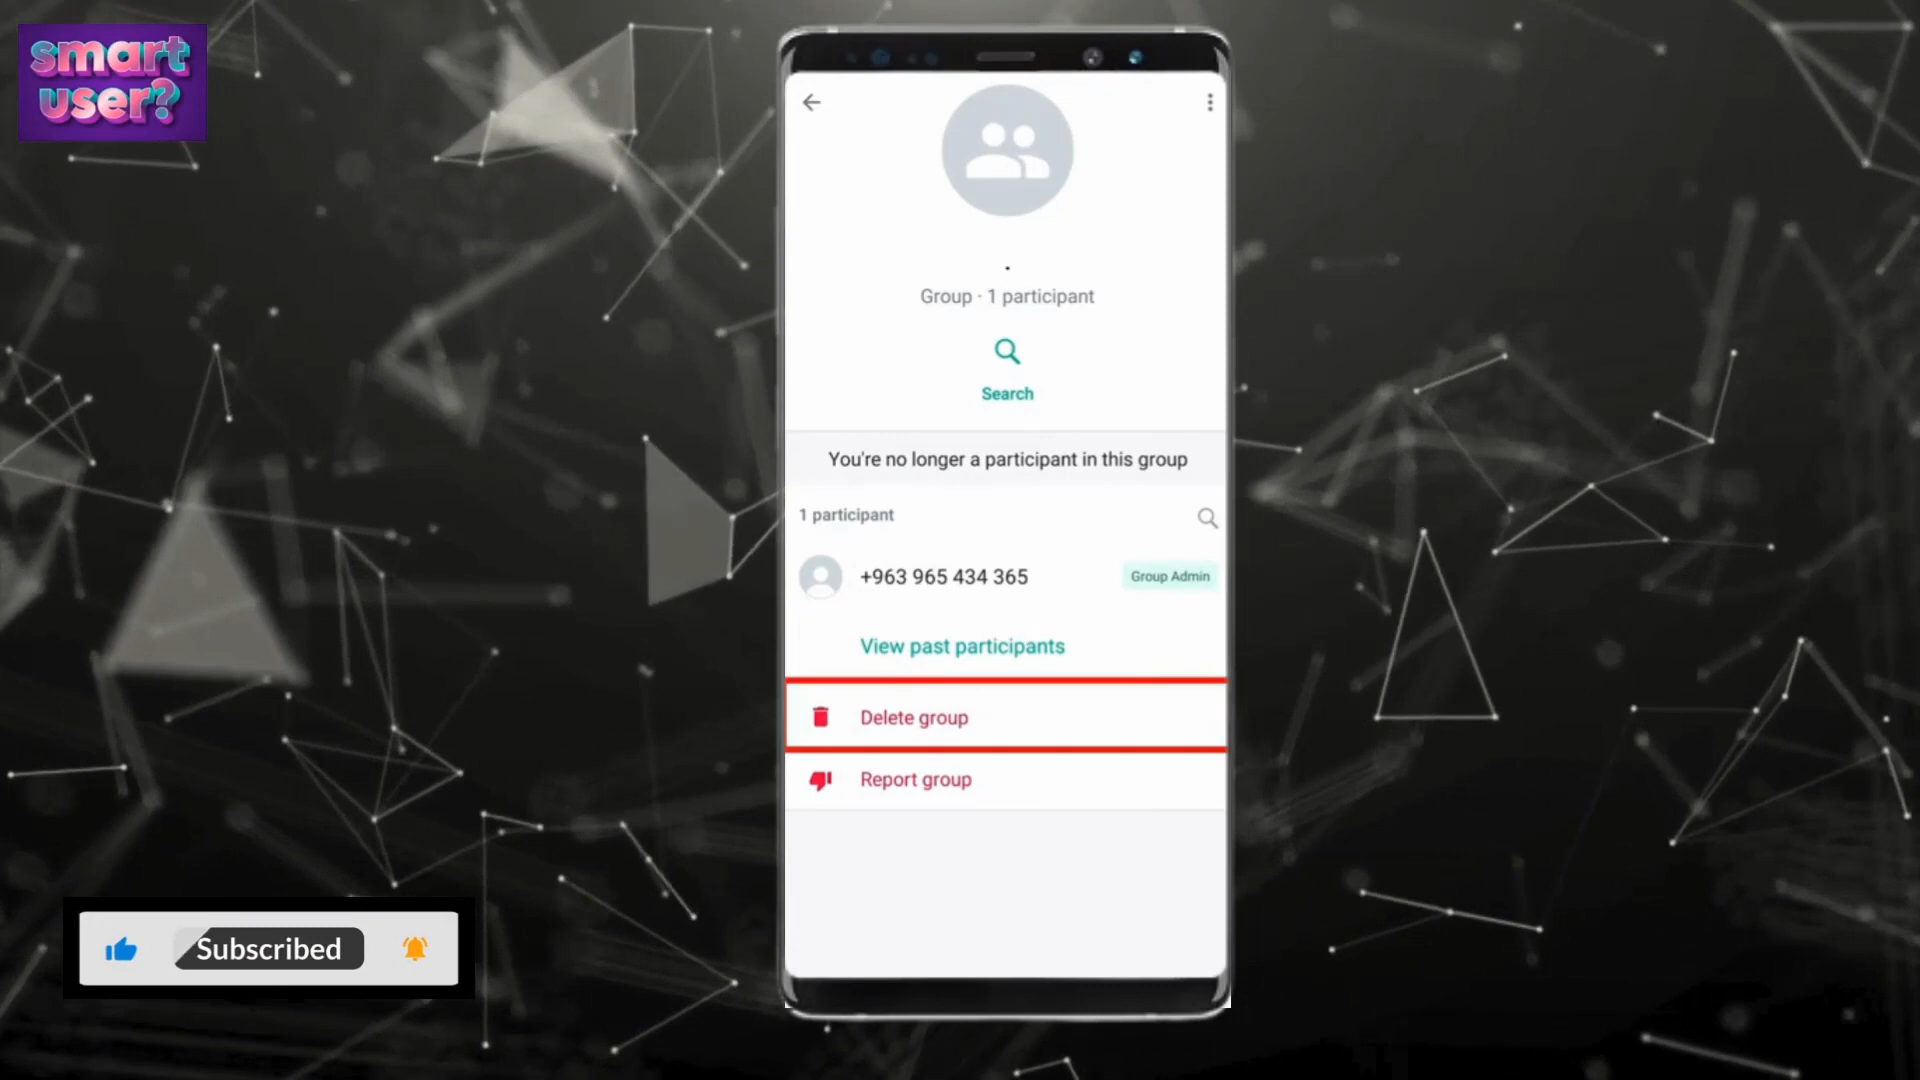 smart
user?
.
Group · 1 participant
Search
You're no longer a participant in this group
1 participant
+963 965 434 365
Group Admin
View past participants
Delete group
Report group
Subscribed